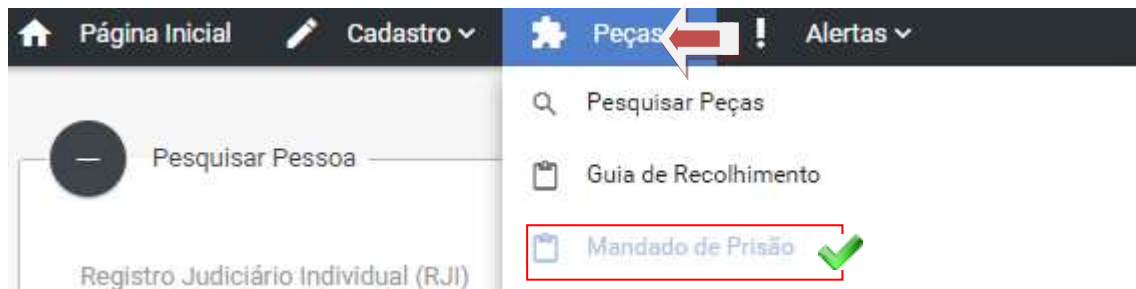 Página Inicial Cadastro Peças Alertas
Pesquisar Peças
Pesquisar Pessoa
Guia de Recolhimento
Mandado de Prisão
Registro Judiciário Individual (RJI)